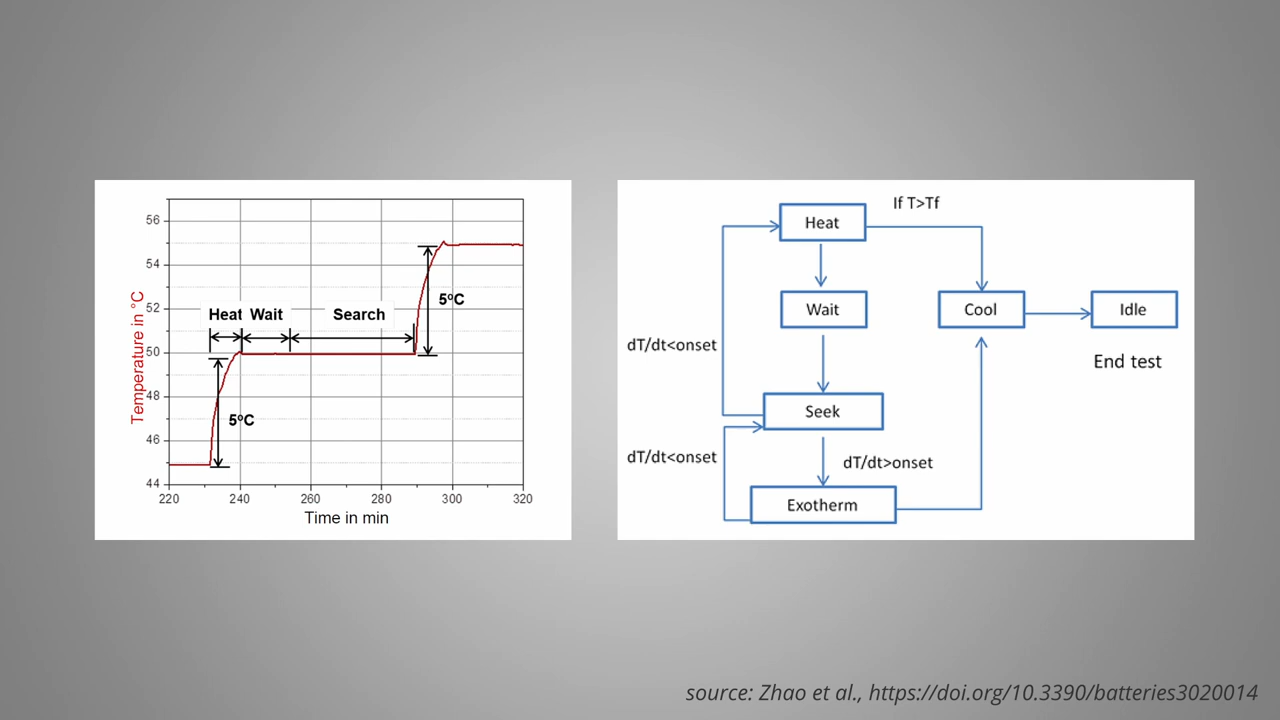 56
54
52
50
48
46
44
220
240
260
280
300
320
Temperature in °C
Time in min
Heat
Wait
Search
5ºC
5ºC
Heat
If T>Tf
Wait
Cool
Idle
dT/dt<onset
End test
Seek
dT/dt<onset
dT/dt>onset
Exotherm
source: Zhao et al., https://doi.org/10.3390/batteries3020014